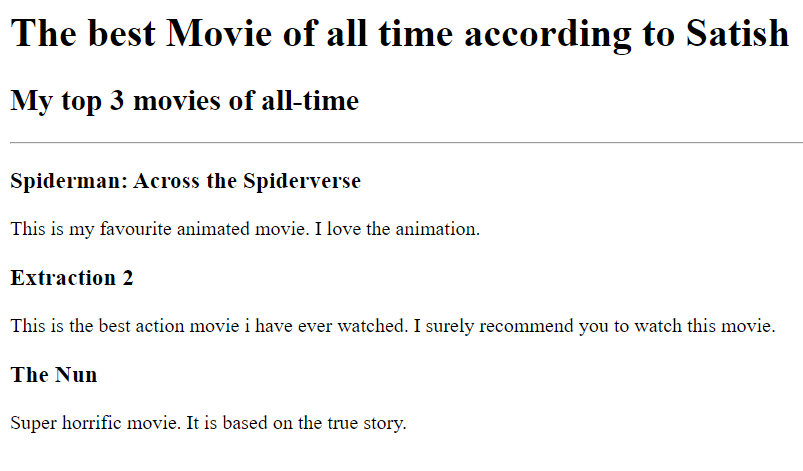 The best Movie of all time according to Satish
My top 3 movies of all-time
Spiderman: Across the Spiderverse
This is my favourite animated movie. I love the animation.
Extraction 2
This is the best action movie i have ever watched. I surely recommend you to watch this movie.
The Nun
Super horrific movie. It is based on the true story.